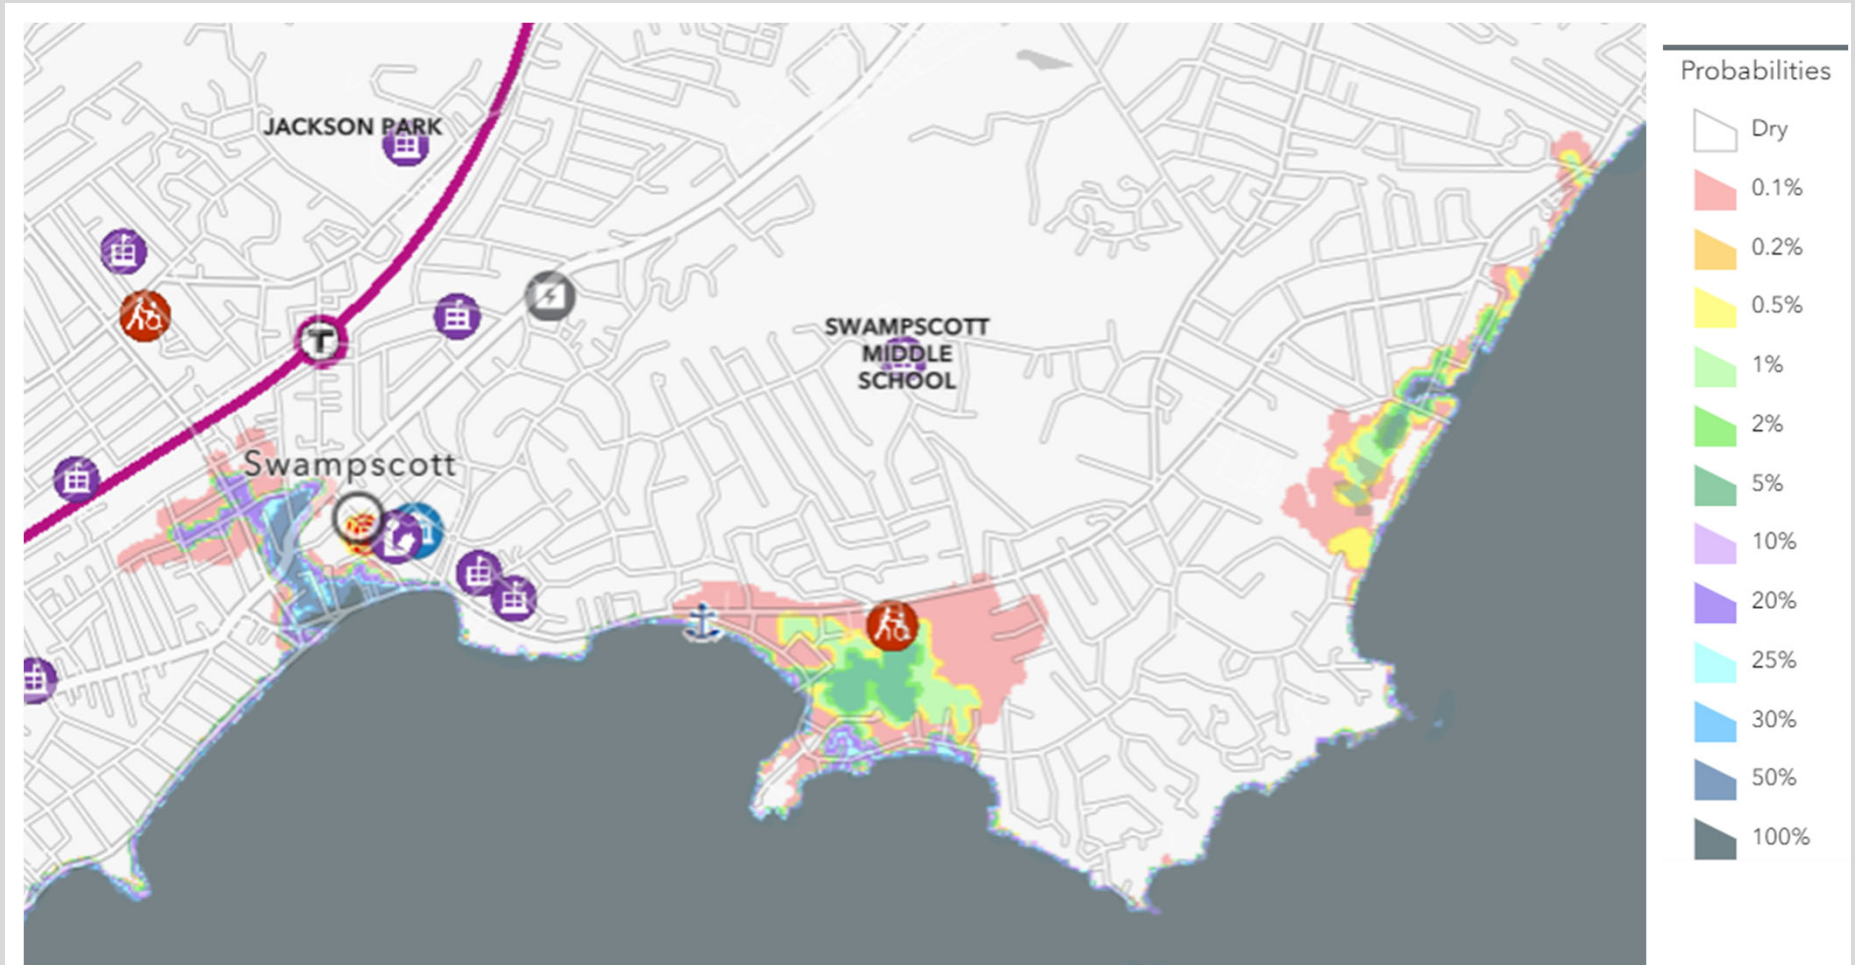 JACKSON PARK
SWAMPSCOTT
MIDDLE
SCHOOL
T
Swampscott
Probabilities
Dry
0.1%
0.2%
0.5%
1%
2%
5%
10%
20%
25%
30%
50%
100%